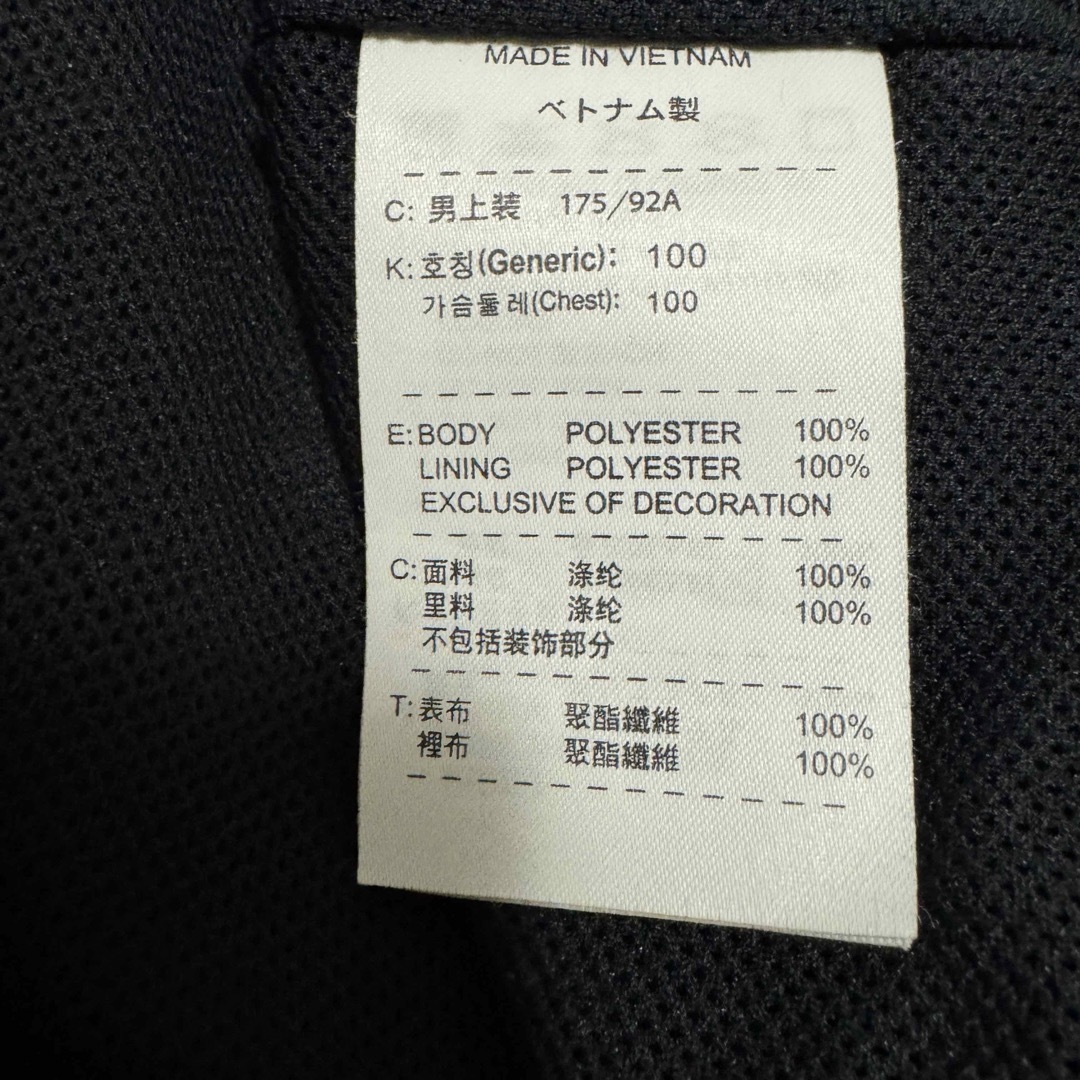 MADE IN VIETNAM
ベトナム製
C: 男上装 175/92A
K: 호칭(Generic): 100
가슴둘레(Chest): 100
E: BODY POLYESTER 100%
LINING POLYESTER 100%
EXCLUSIVE OF DECORATION
C: 面料 涤纶 100%
里料 涤纶 100%
不包括装饰部分
T: 表布 聚酯纖維 100%
裡布 聚酯纖維 100%